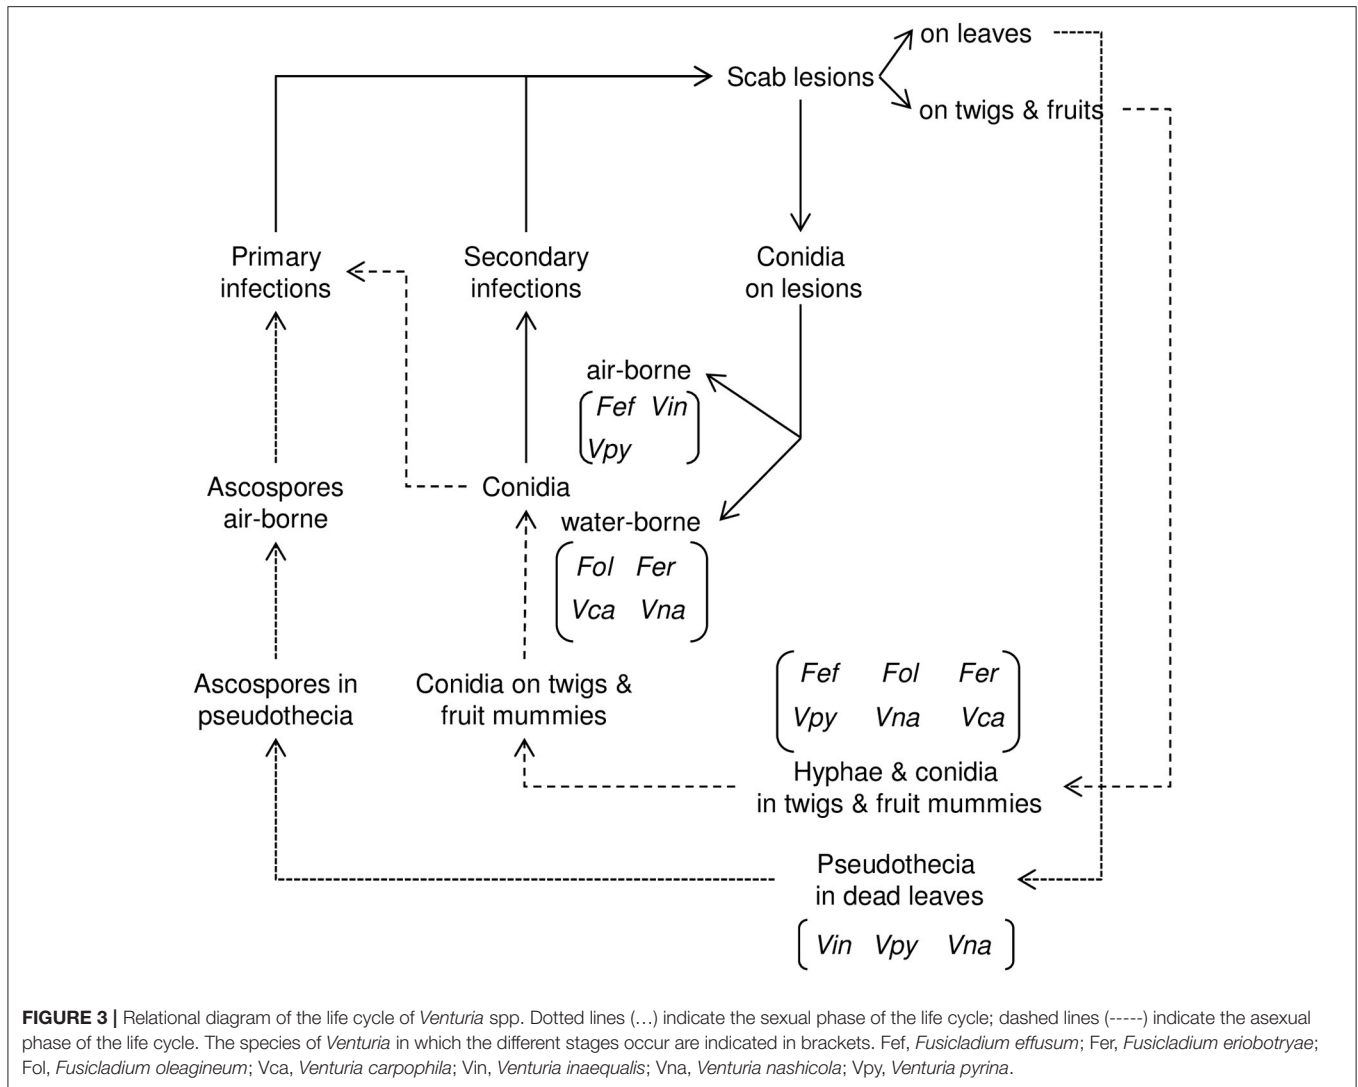 on leaves
Scab lesions
on twigs & fruits
Primary
infections
Secondary
infections
Conidia
on lesions
air-borne
Fef Vin
Vpy
Ascospores
air-borne
Conidia
water-borne
Fol Fer
Vca Vna
Ascospores in
pseudothecia
Conidia on twigs &
fruit mummies
Fef Fol Fer
Vpy Vna Vca
Hyphae & conidia
in twigs & fruit mummies
Pseudothecia
in dead leaves
Vin Vpy Vna
FIGURE 3 | Relational diagram of the life cycle of Venturia spp. Dotted lines (...) indicate the sexual phase of the life cycle; dashed lines (-----) indicate the asexual
phase of the life cycle. The species of Venturia in which the different stages occur are indicated in brackets. Fef, Fusicladium effusum; Fer, Fusicladium eriobotryae;
Fol, Fusicladium oleagineum; Vca, Venturia carpophila; Vin, Venturia inaequalis; Vna, Venturia nashicola; Vpy, Venturia pyrina.